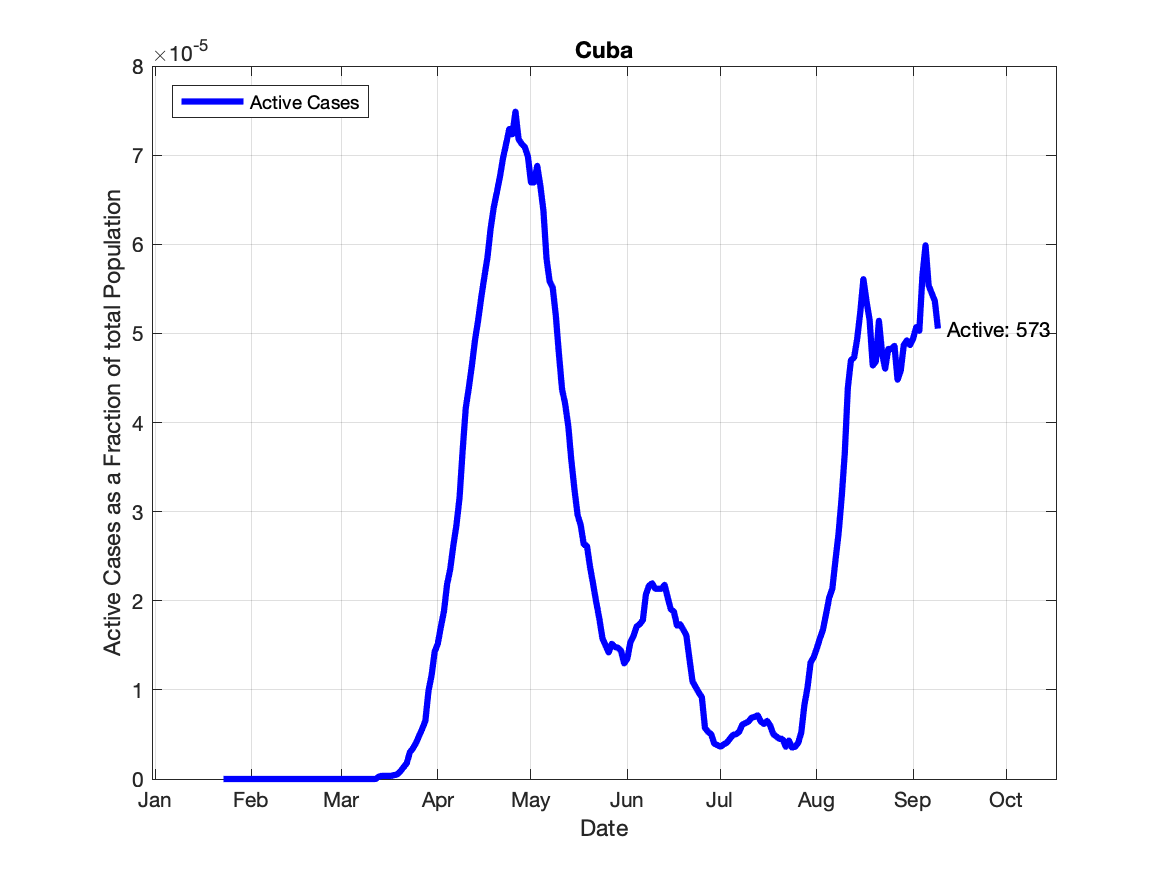 Cuba
×10-5
8
7
6
5
4
3
2
1
0
Active Cases
Active: 573
Active Cases as a Fraction of total Population
Jan Feb Mar Apr May Jun Jul Aug Sep Oct
Date